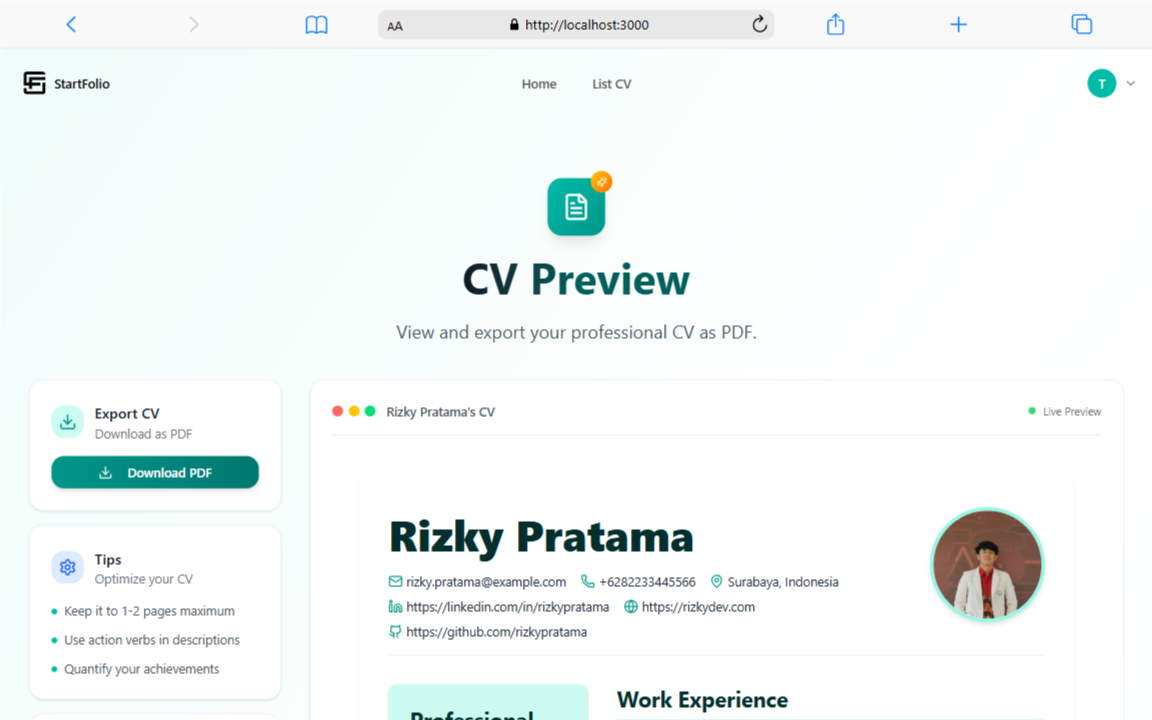 AA
http://localhost:3000
StartFolio
Home
List CV
T
CV Preview
View and export your professional CV as PDF.
Export CV
Download as PDF
Download PDF
Tips
Optimize your CV
Keep it to 1-2 pages maximum
Use action verbs in descriptions
Quantify your achievements
Rizky Pratama's CV
Live Preview
Rizky Pratama
rizky.pratama@example.com +6282233445566 Surabaya, Indonesia
https://linkedin.com/in/rizkypratama https://rizkydev.com
https://github.com/rizkypratama
Professional
Work Experience